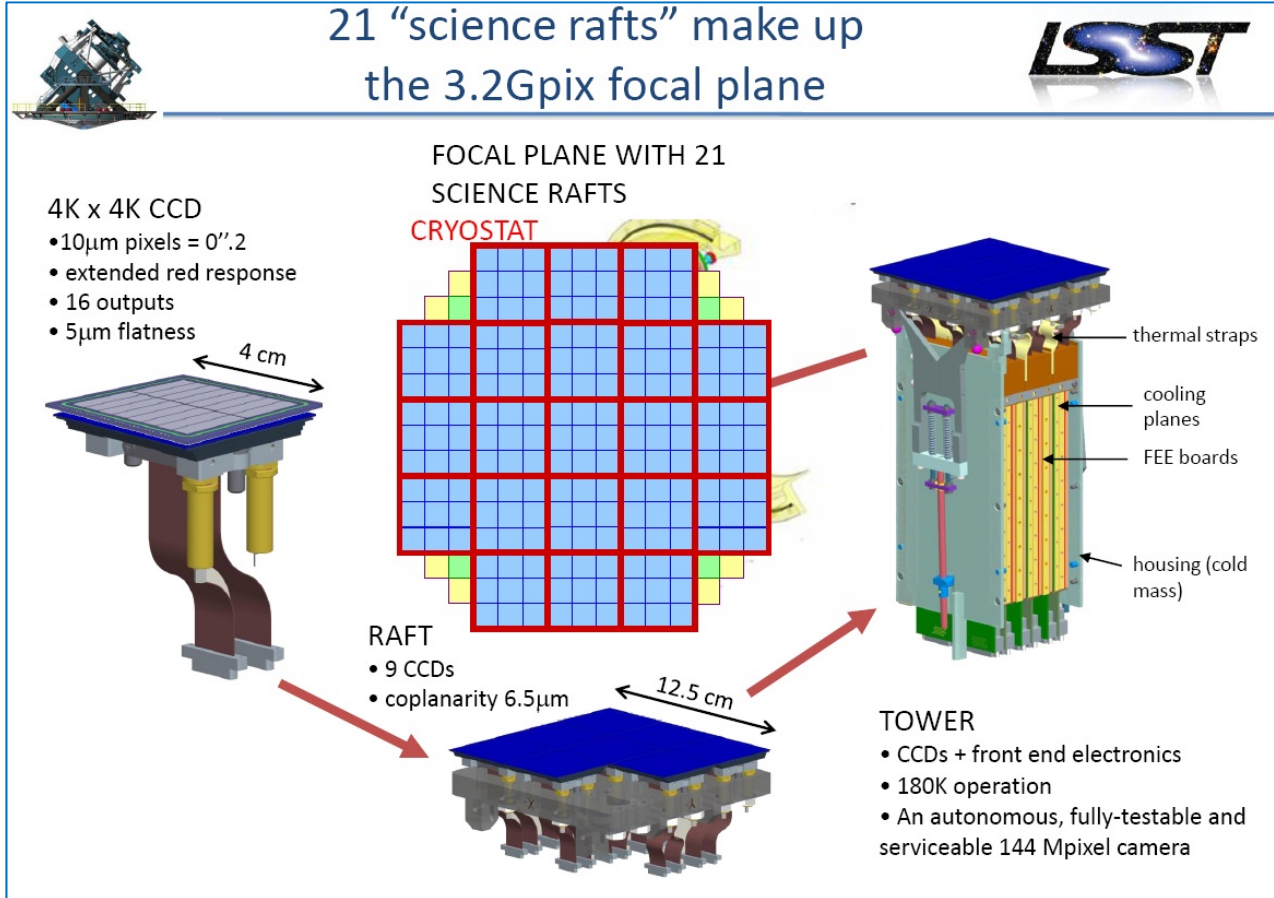 21 “science rafts” make up
the 3.2Gpix focal plane
LSST
FOCAL PLANE WITH 21
SCIENCE RAFTS
CRYOSTAT
4K x 4K CCD
•10μm pixels = 0’’.2
• extended red response
• 16 outputs
• 5μm flatness
4 cm
thermal straps
cooling
planes
FEE boards
housing (cold
mass)
RAFT
• 9 CCDs
• coplanarity 6.5μm
12.5 cm
TOWER
• CCDs + front end electronics
• 180K operation
• An autonomous, fully-testable and
serviceable 144 Mpixel camera